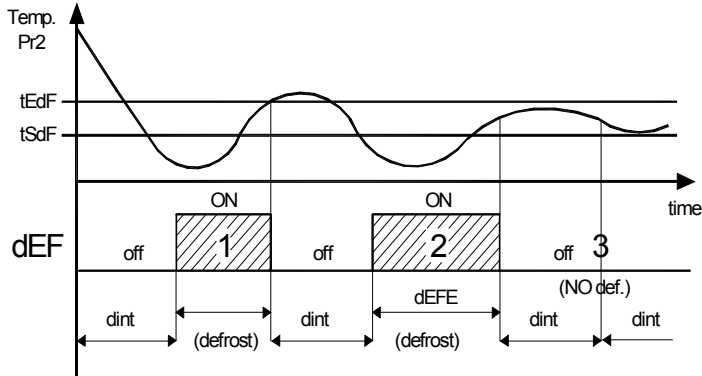 Temp.
Pr2
tEdF
tSdF
ON ON
time
dEF off 1 off 2 off 3
(NO def.)
dEFE
dint dint dint dint
(defrost) (defrost)